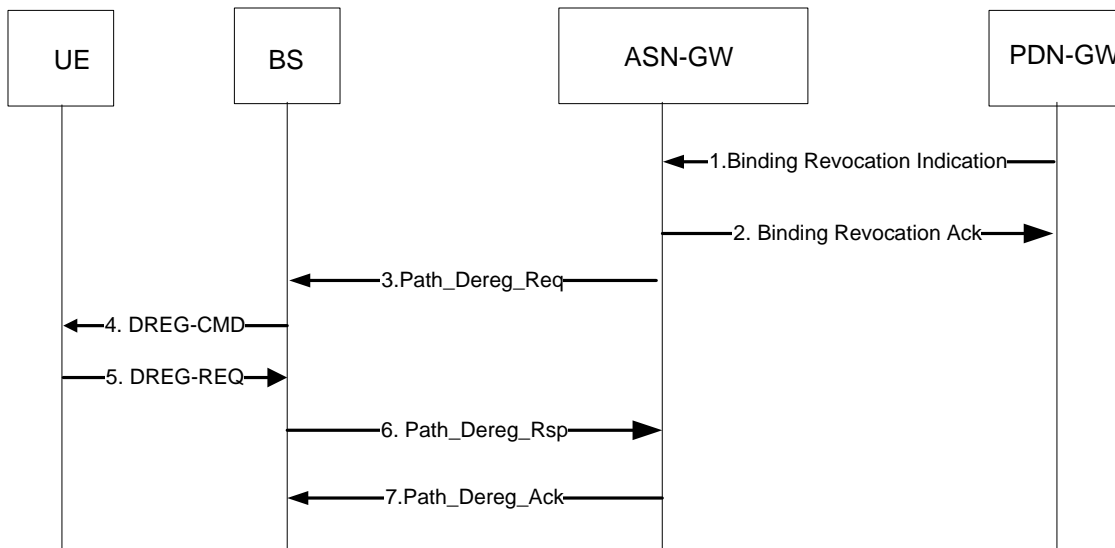 UE
BS
ASN-GW
PDN-GW
1.Binding Revocation Indication
2. Binding Revocation Ack
3.Path_Dereg_Req
4. DREG-CMD
5. DREG-REQ
6. Path_Dereg_Rsp
7.Path_Dereg_Ack